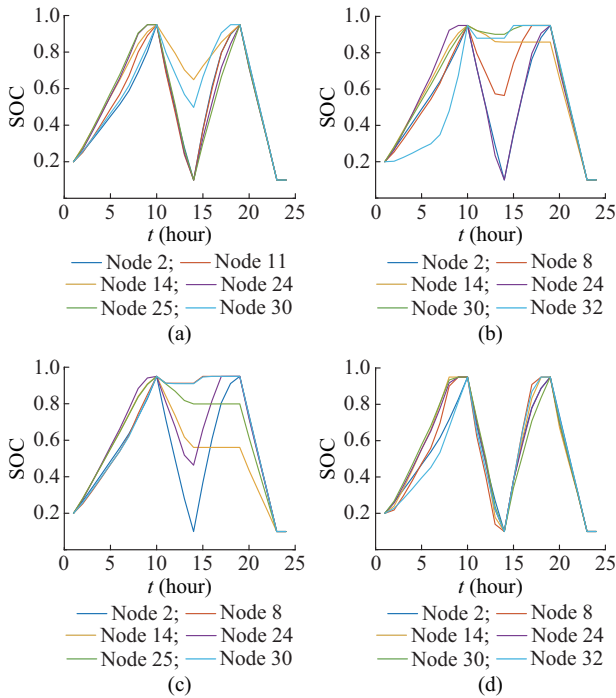 1.0
0.8
0.6
0.4
0.2
SOC
0 5 10 15 20 25
t (hour)
Node 2; Node 11
Node 14; Node 24
Node 25; Node 30
(a)
1.0
0.8
0.6
0.4
0.2
SOC
0 5 10 15 20 25
t (hour)
Node 2; Node 8
Node 14; Node 24
Node 30; Node 32
(b)
1.0
0.8
0.6
0.4
0.2
SOC
0 5 10 15 20 25
t (hour)
Node 2; Node 8
Node 14; Node 24
Node 25; Node 30
(c)
1.0
0.8
0.6
0.4
0.2
SOC
0 5 10 15 20 25
t (hour)
Node 2; Node 8
Node 14; Node 24
Node 30; Node 32
(d)